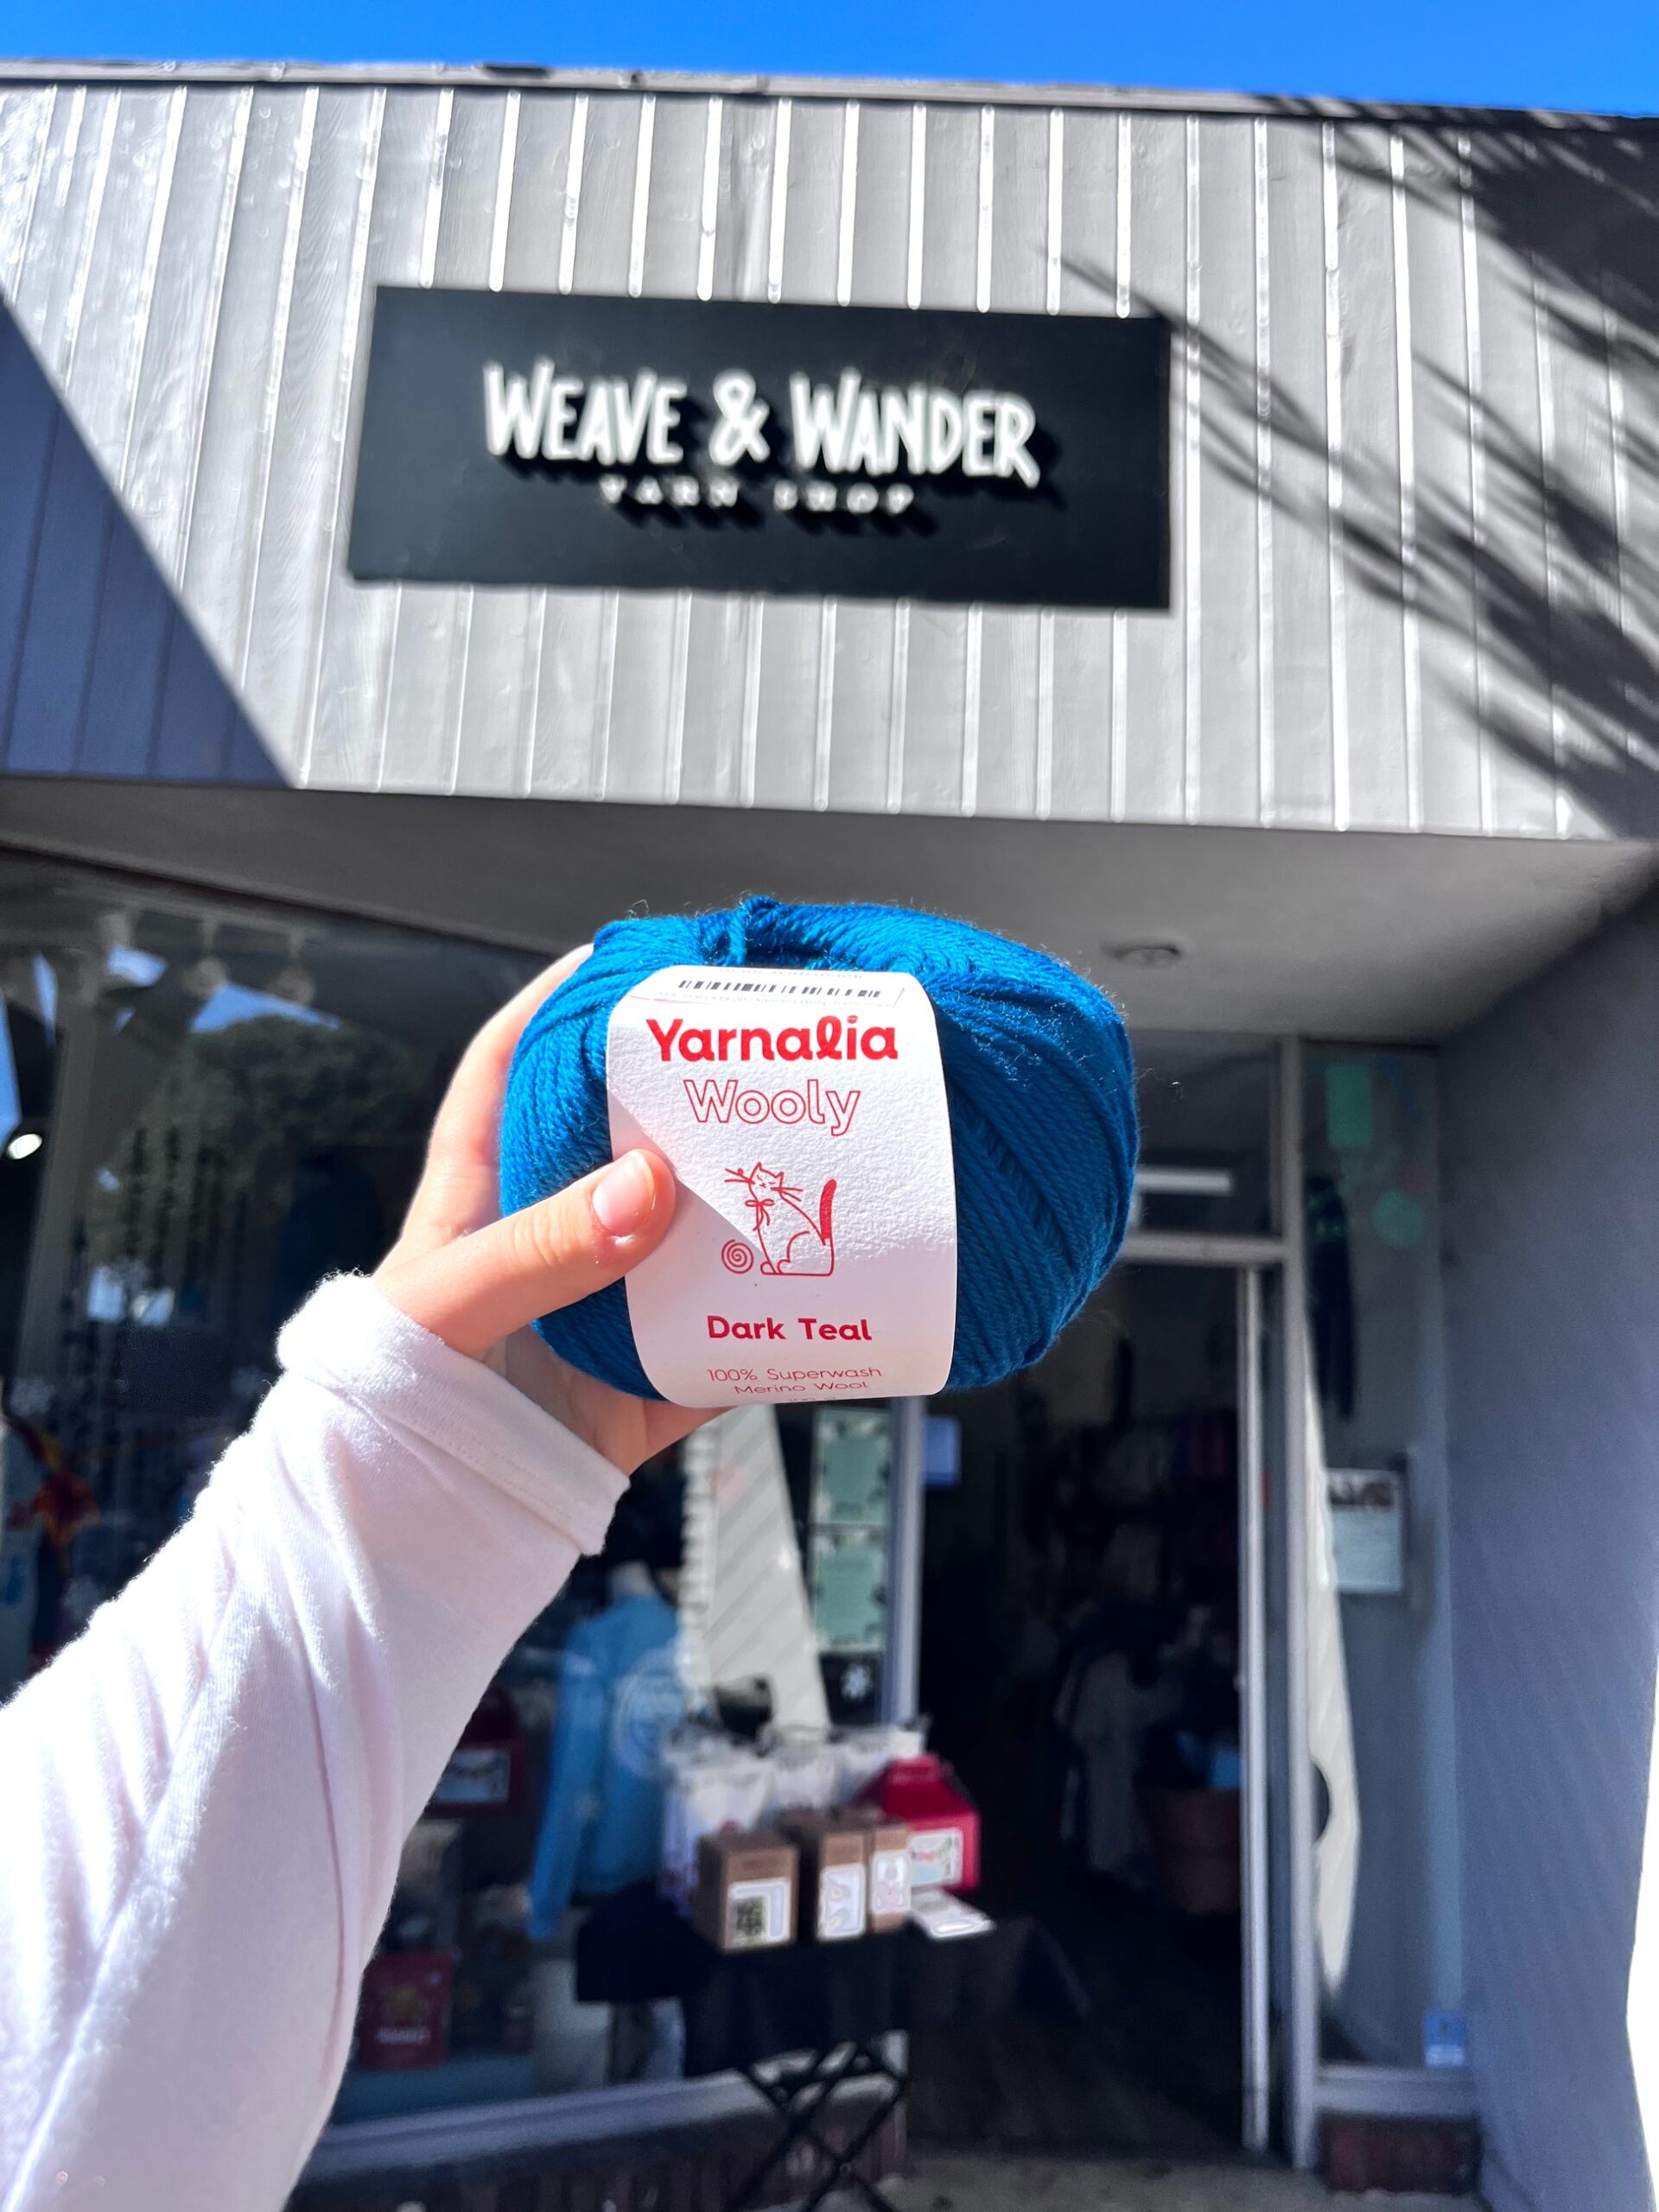 WEAVE & WANDER
YARN SHOP
Yarnalia
Wooly
Dark Teal
100% Superwash
Merino Wool